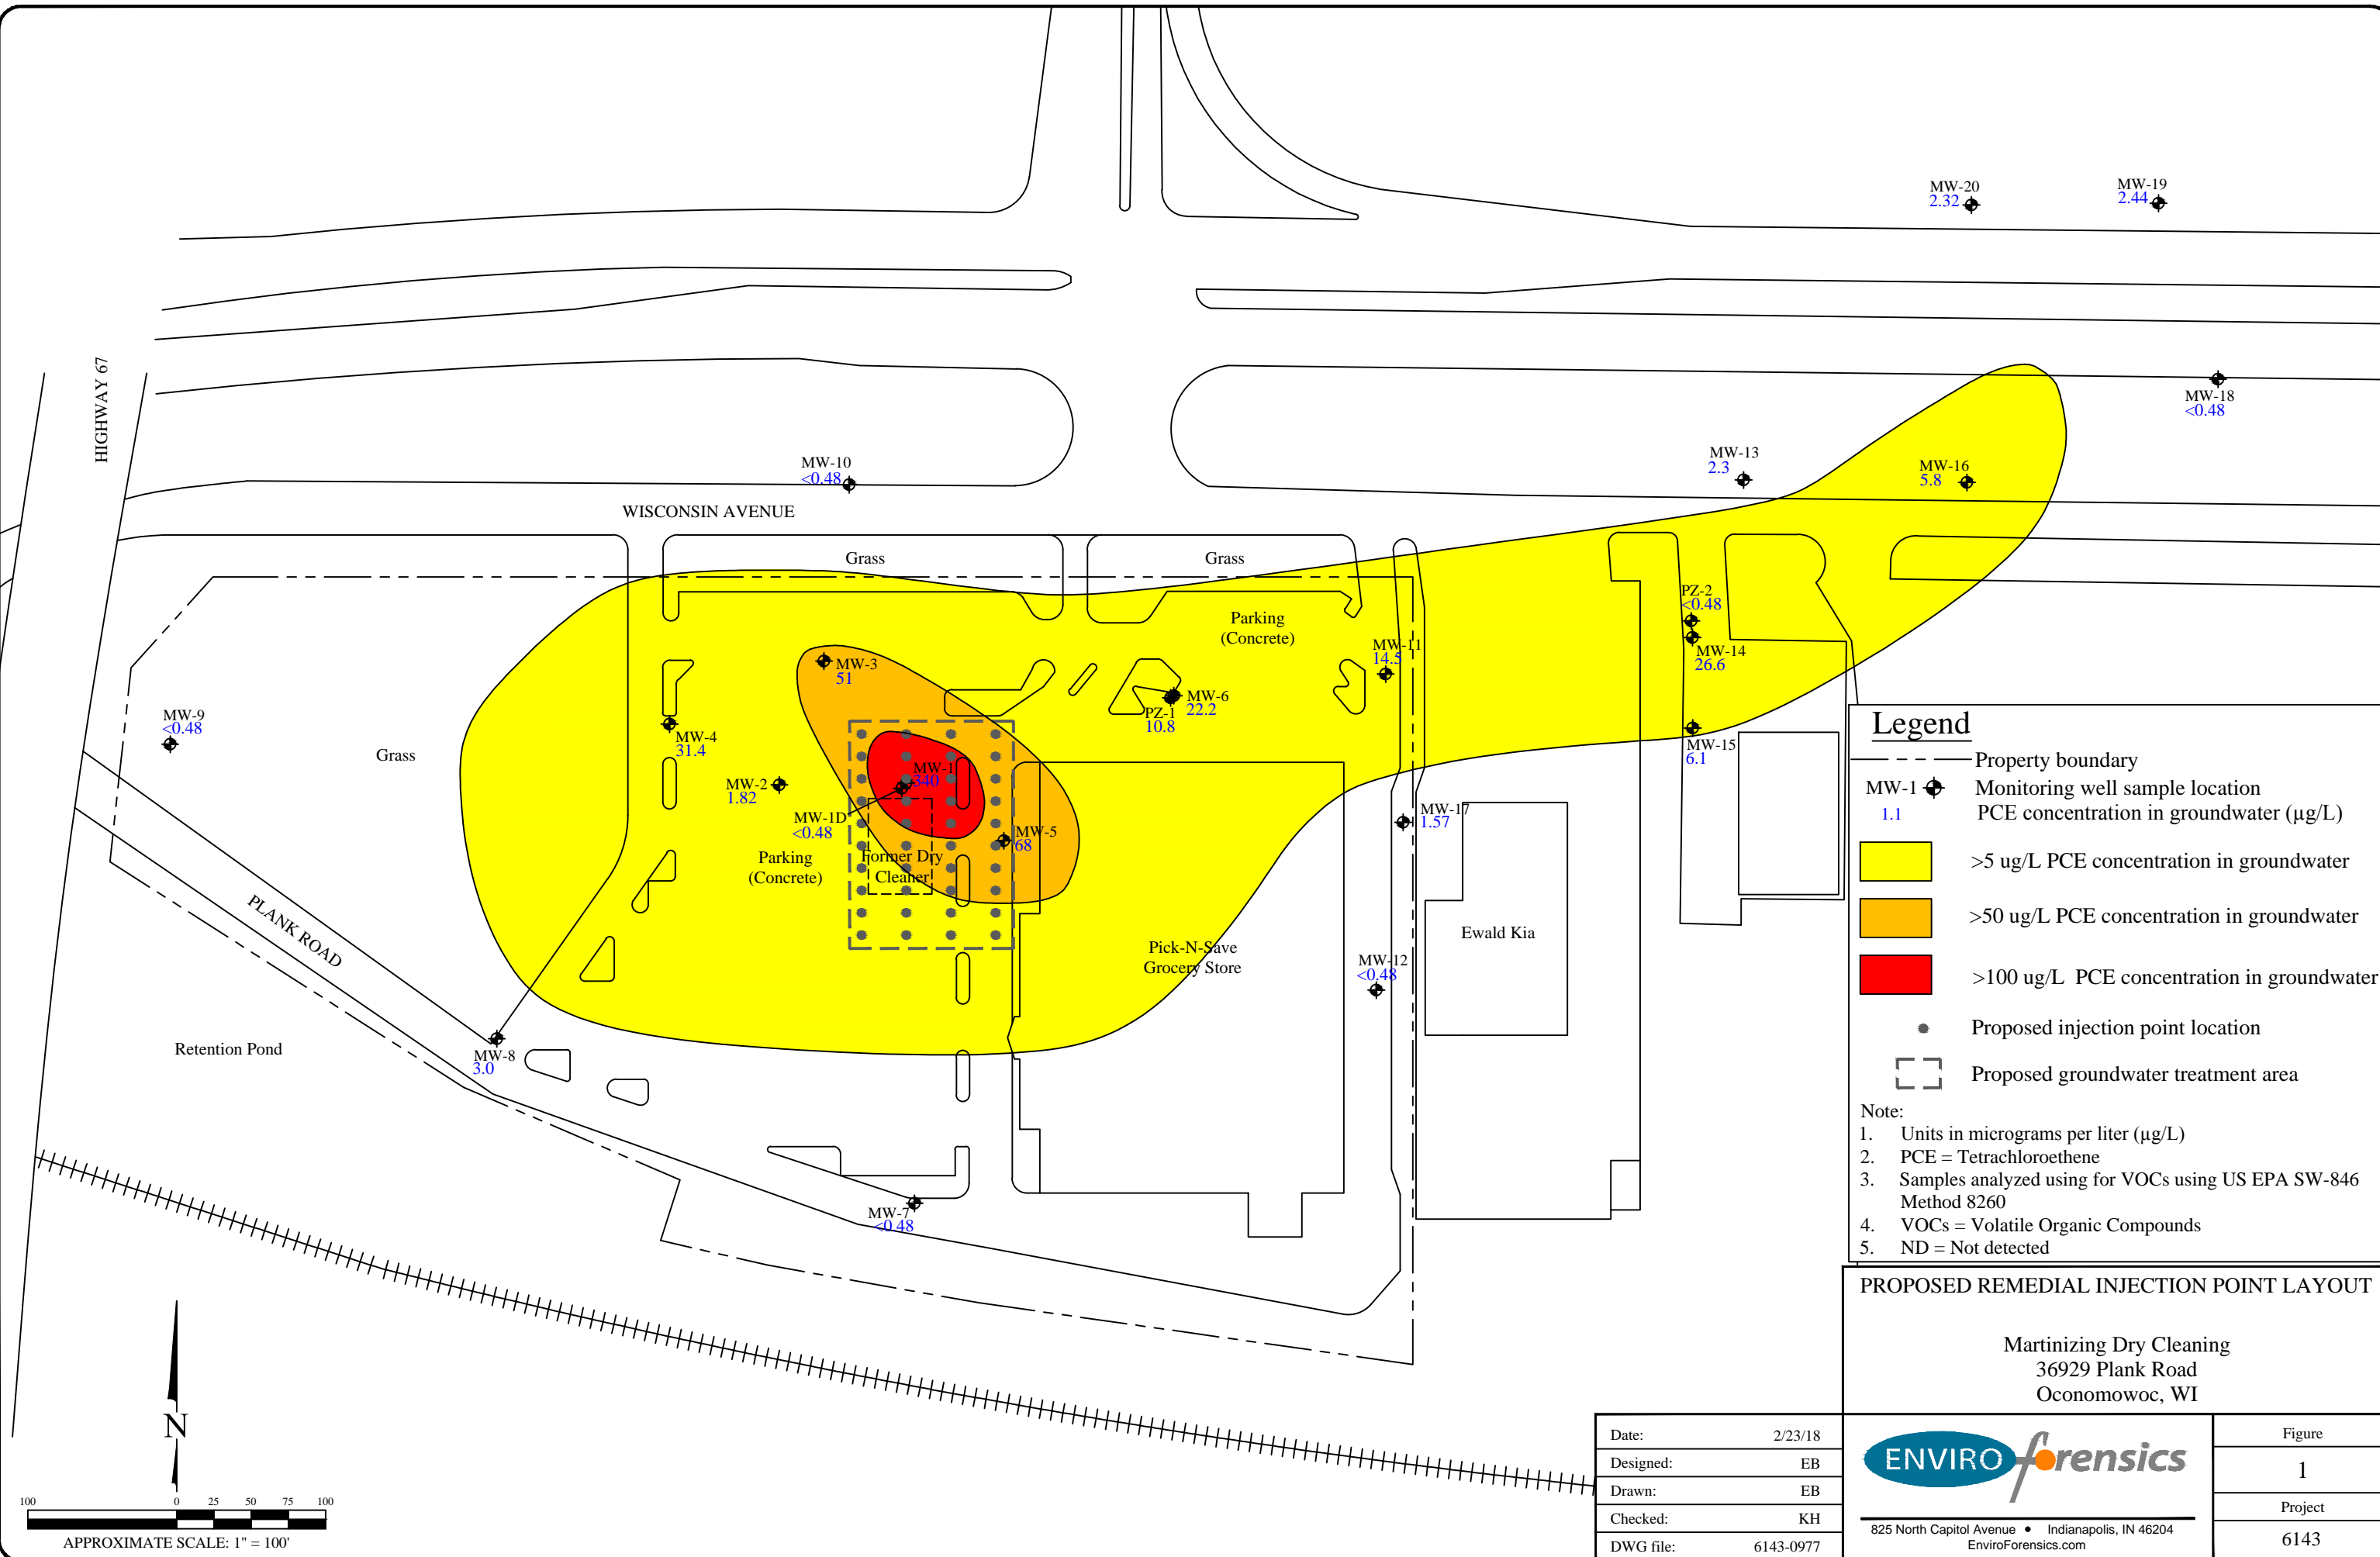 MW-20
2.32
MW-19
2.44
HIGHWAY 67
MW-18
<0.48
MW-10
<0.48
MW-13
2.3
MW-16
5.8
WISCONSIN AVENUE
Grass
Grass
PZ-2
<0.48
Parking
(Concrete)
MW-11
14.5
MW-14
26.6
MW-3
51
MW-6
22.2
PZ-1
10.8
MW-9
<0.48
MW-4
31.4
Grass
MW-15
6.1
MW-2
1.82
MW-1
340
MW-1D
<0.48
MW-17
1.57
MW-5
68
Parking
(Concrete)
Former Dry
Cleaner
PLANK ROAD
Pick-N-Save
Grocery Store
Ewald Kia
MW-12
<0.48
Retention Pond
MW-8
3.0
MW-7
<0.48
Legend
Property boundary
MW-1 Monitoring well sample location
1.1 PCE concentration in groundwater (µg/L)
>5 ug/L PCE concentration in groundwater
>50 ug/L PCE concentration in groundwater
>100 ug/L PCE concentration in groundwater
Proposed injection point location
Proposed groundwater treatment area
Note:
1. Units in micrograms per liter (µg/L)
2. PCE = Tetrachloroethene
3. Samples analyzed using for VOCs using US EPA SW-846
Method 8260
4. VOCs = Volatile Organic Compounds
5. ND = Not detected
PROPOSED REMEDIAL INJECTION POINT LAYOUT
Martinizing Dry Cleaning
36929 Plank Road
Oconomowoc, WI
N
100 0 25 50 75 100
APPROXIMATE SCALE: 1" = 100'
Date: 2/23/18
Designed: EB
Drawn: EB
Checked: KH
DWG file: 6143-0977
ENVIROforensics
825 North Capitol Avenue • Indianapolis, IN 46204
EnviroForensics.com
Figure
1
Project
6143